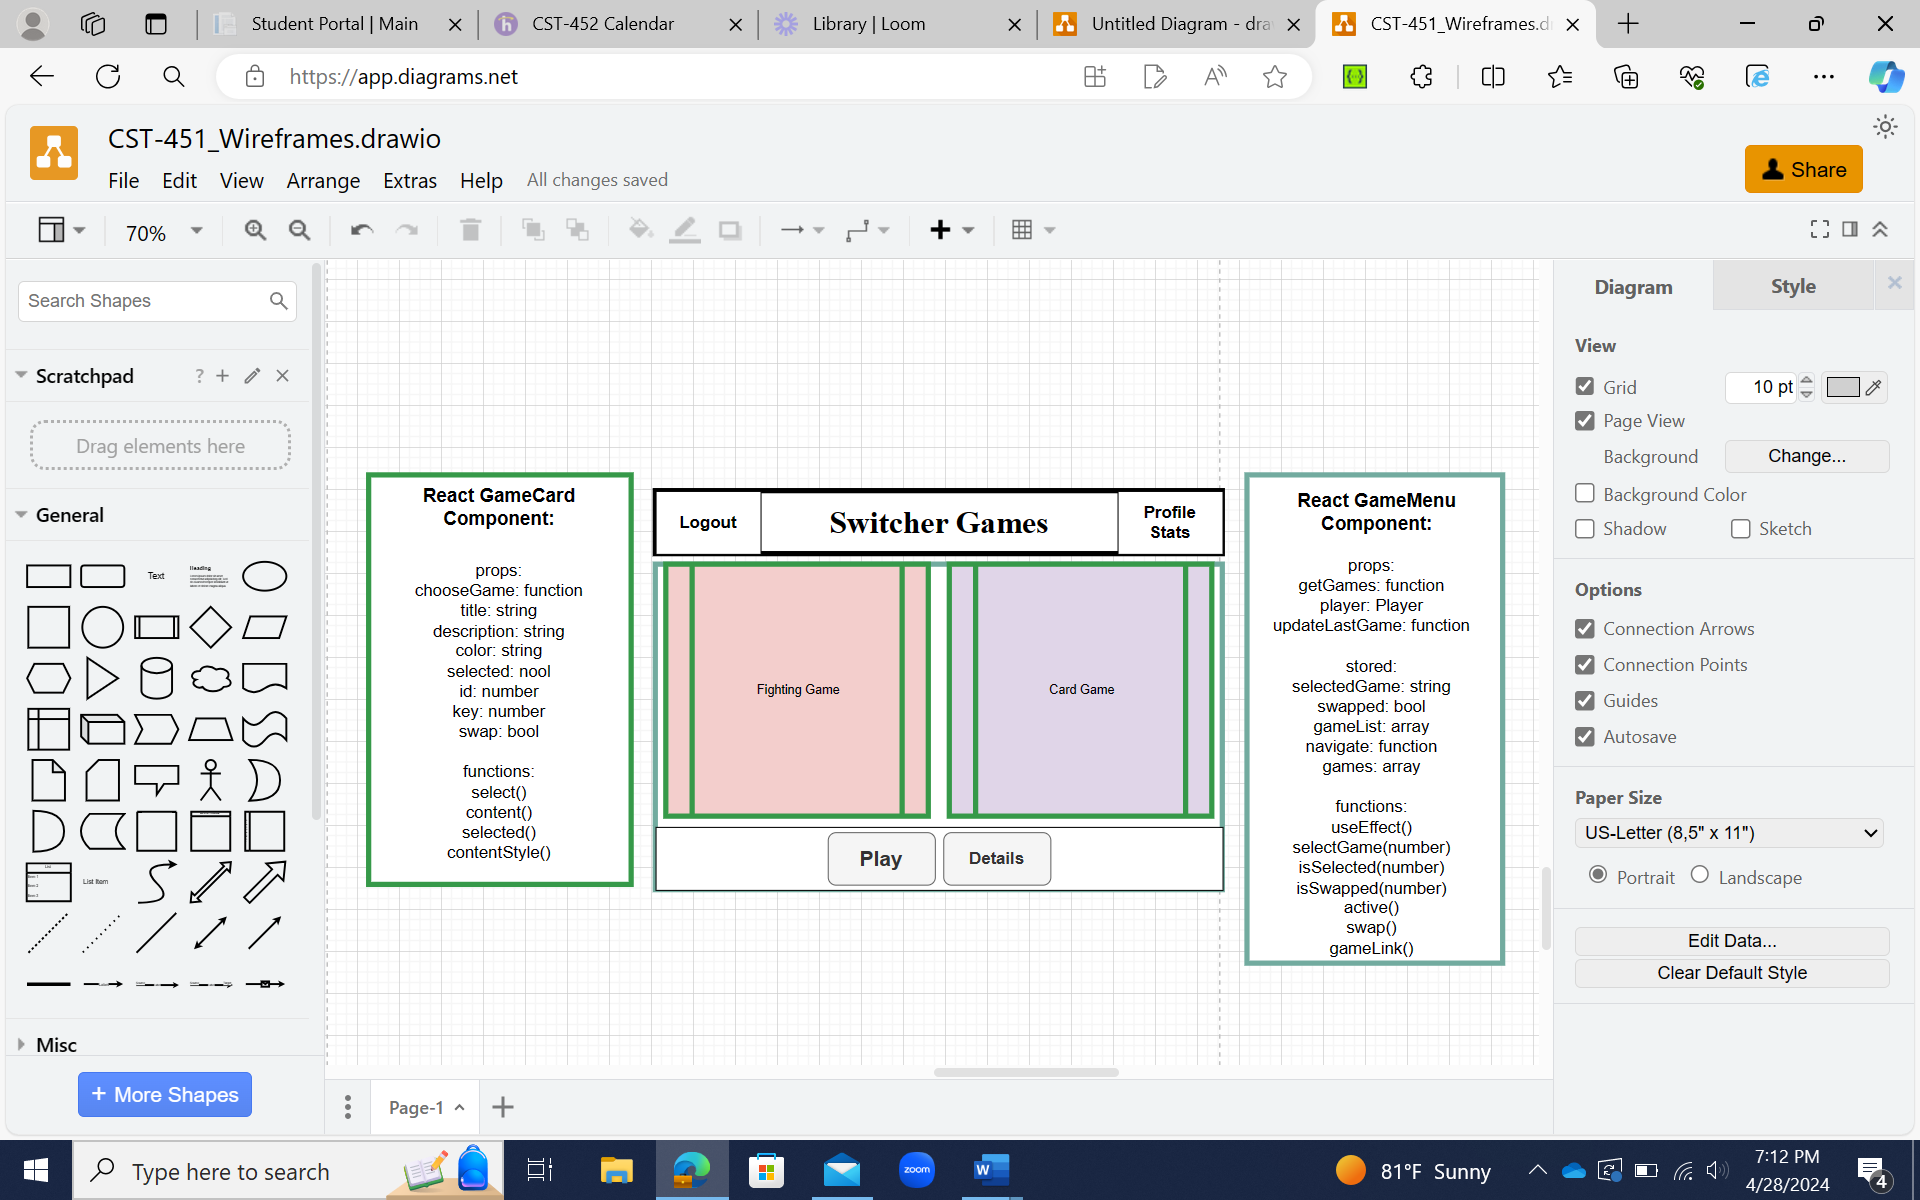 Student Portal | Main
CST-452 Calendar
Library | Loom
Untitled Diagram - dra
CST-451_Wireframes.d
https://app.diagrams.net
CST-451_Wireframes.drawio
File Edit View Arrange Extras Help All changes saved
Share
70%
Search Shapes
Scratchpad
?
Drag elements here
General
Text
Heading
List
Item 1
Item 2
Item 3
List Item
Misc
+ More Shapes
React GameCard
Component:
props:
chooseGame: function
title: string
description: string
color: string
selected: nool
id: number
key: number
swap: bool
functions:
select()
content()
selected()
contentStyle()
Logout
Switcher Games
Profile
Stats
Fighting Game
Card Game
Play
Details
React GameMenu
Component:
props:
getGames: function
player: Player
updateLastGame: function
stored:
selectedGame: string
swapped: bool
gameList: array
navigate: function
games: array
functions:
useEffect()
selectGame(number)
isSelected(number)
isSwapped(number)
active()
swap()
gameLink()
Page-1
Diagram
Style
View
Grid
10 pt
Page View
Background
Change...
Background Color
Shadow
Sketch
Options
Connection Arrows
Connection Points
Guides
Autosave
Paper Size
US-Letter (8,5" x 11")
Portrait
Landscape
Edit Data...
Clear Default Style
Type here to search
zoom
W
81°F Sunny
7:12 PM
4/28/2024
4